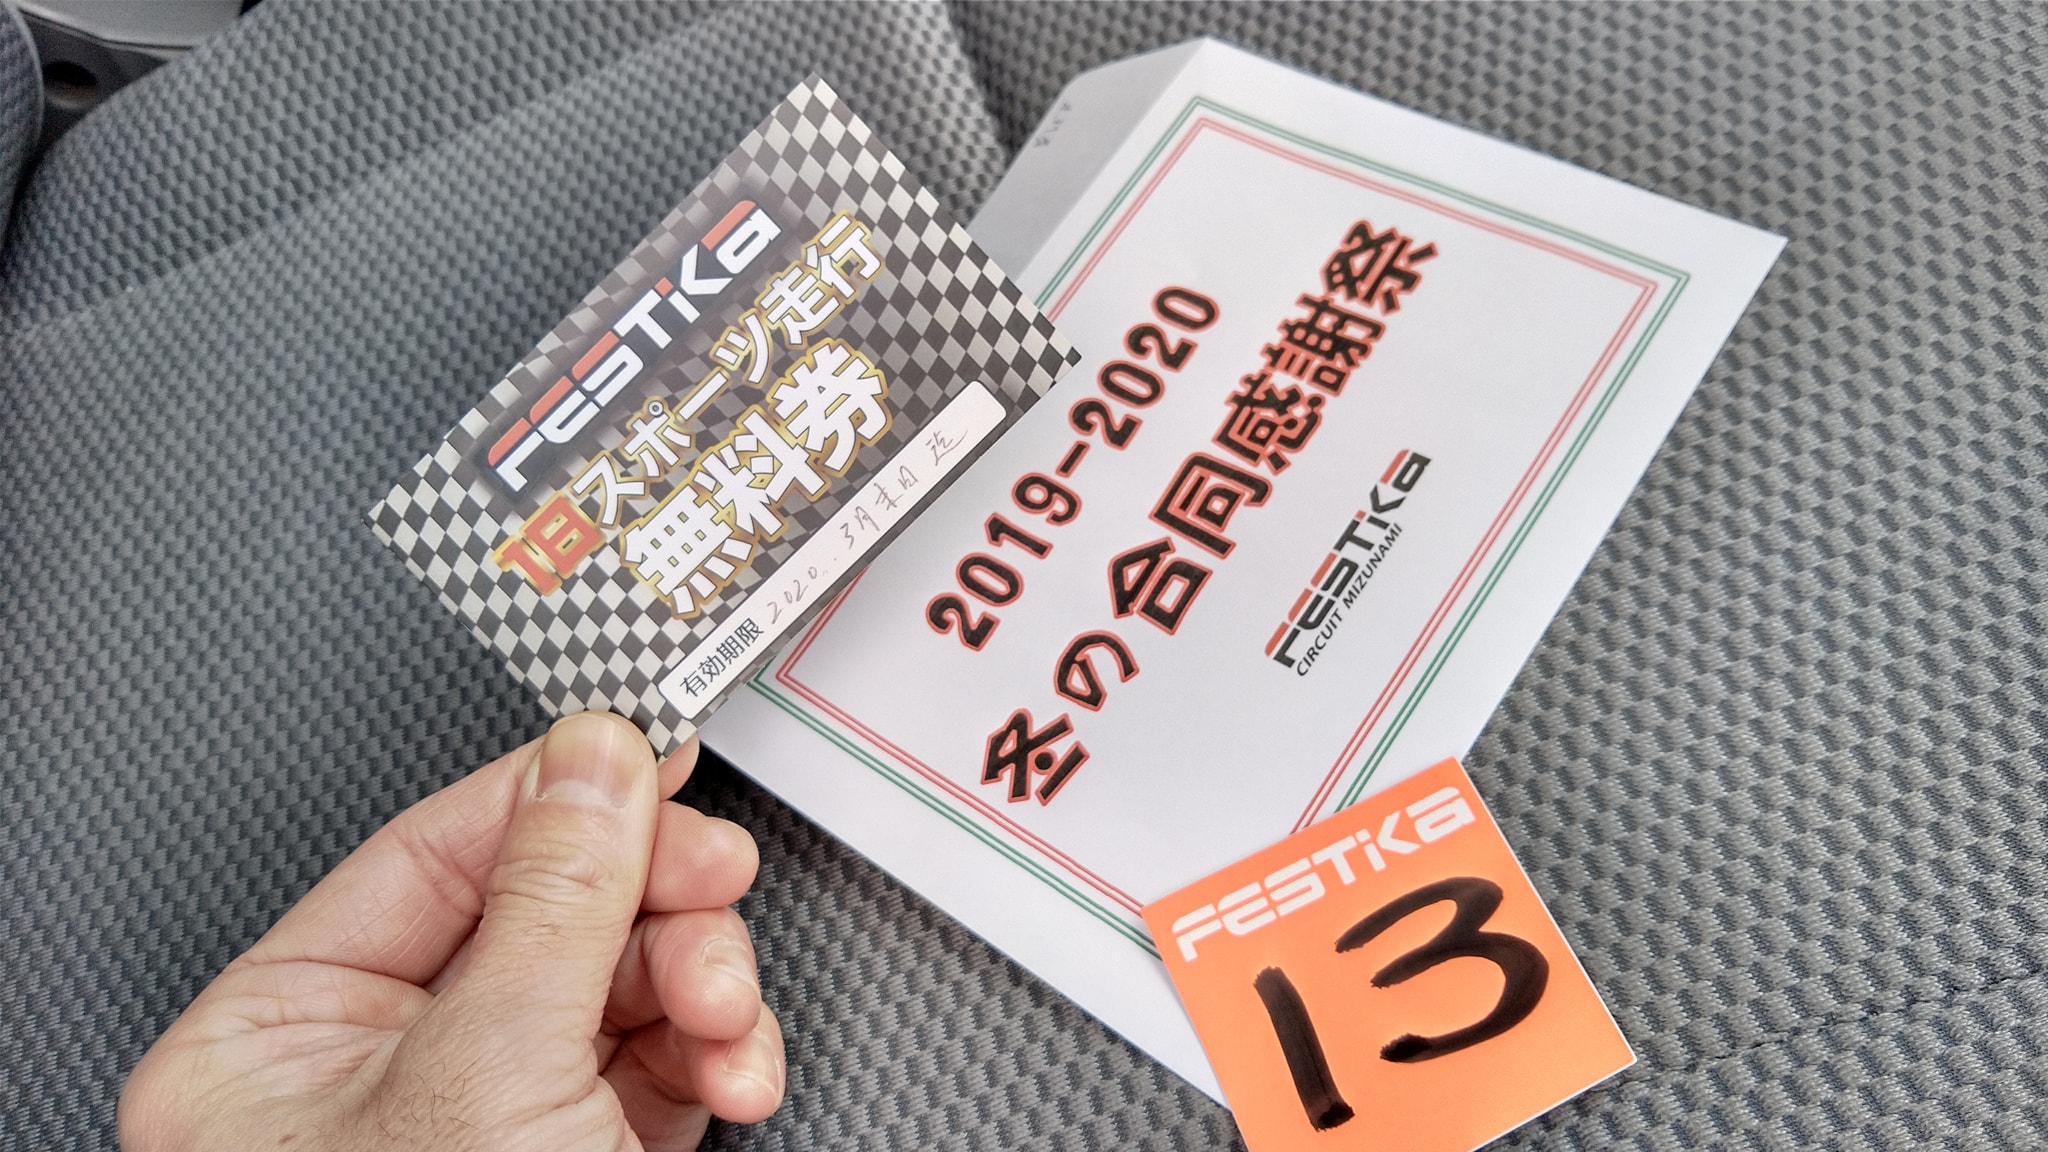 FESTIKA
1日スポーツ走行
無料券
有効期限 2020..3月末日迄
2019-2020
冬の合同感謝祭
FESTIKA
CIRCUIT MIZUNAMI
FESTIKA
13